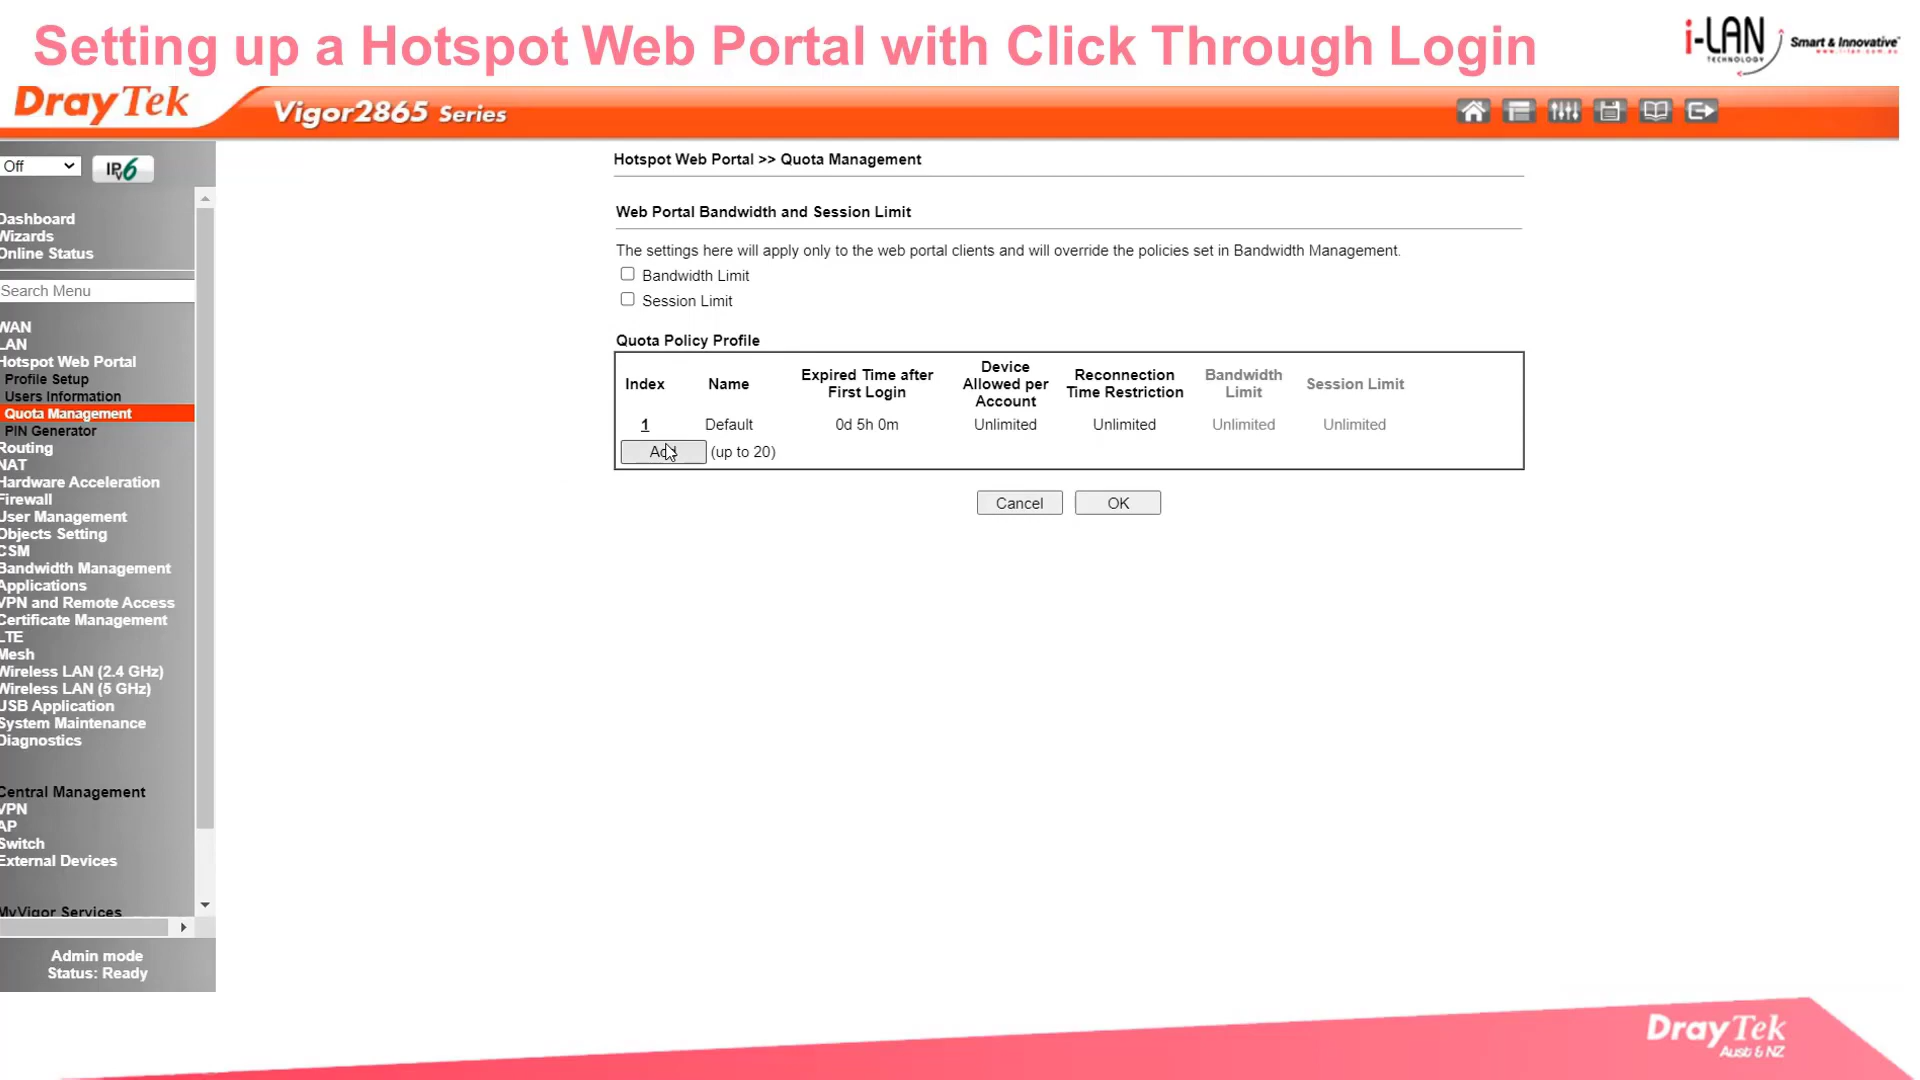 Setting up a Hotspot Web Portal with Click Through Login
i-LAN TECHNOLOGY Smart & Innovative
DrayTek Vigor2865 Series
Off IPv6
Dashboard
Wizards
Online Status
Search Menu
WAN
LAN
Hotspot Web Portal
Profile Setup
Users Information
Quota Management
PIN Generator
Routing
NAT
Hardware Acceleration
Firewall
User Management
Objects Setting
CSM
Bandwidth Management
Applications
VPN and Remote Access
Certificate Management
LTE
Mesh
Wireless LAN (2.4 GHz)
Wireless LAN (5 GHz)
USB Application
System Maintenance
Diagnostics
Central Management
VPN
AP
Switch
External Devices
MyVigor Services
Admin mode
Status: Ready
Hotspot Web Portal >> Quota Management
Web Portal Bandwidth and Session Limit
The settings here will apply only to the web portal clients and will override the policies set in Bandwidth Management.
Bandwidth Limit
Session Limit
Quota Policy Profile
Index Name Expired Time after First Login Device Allowed per Account Reconnection Time Restriction Bandwidth Limit Session Limit
1 Default 0d 5h 0m Unlimited Unlimited Unlimited Unlimited
Add (up to 20)
Cancel OK
DrayTek
Aust & NZ